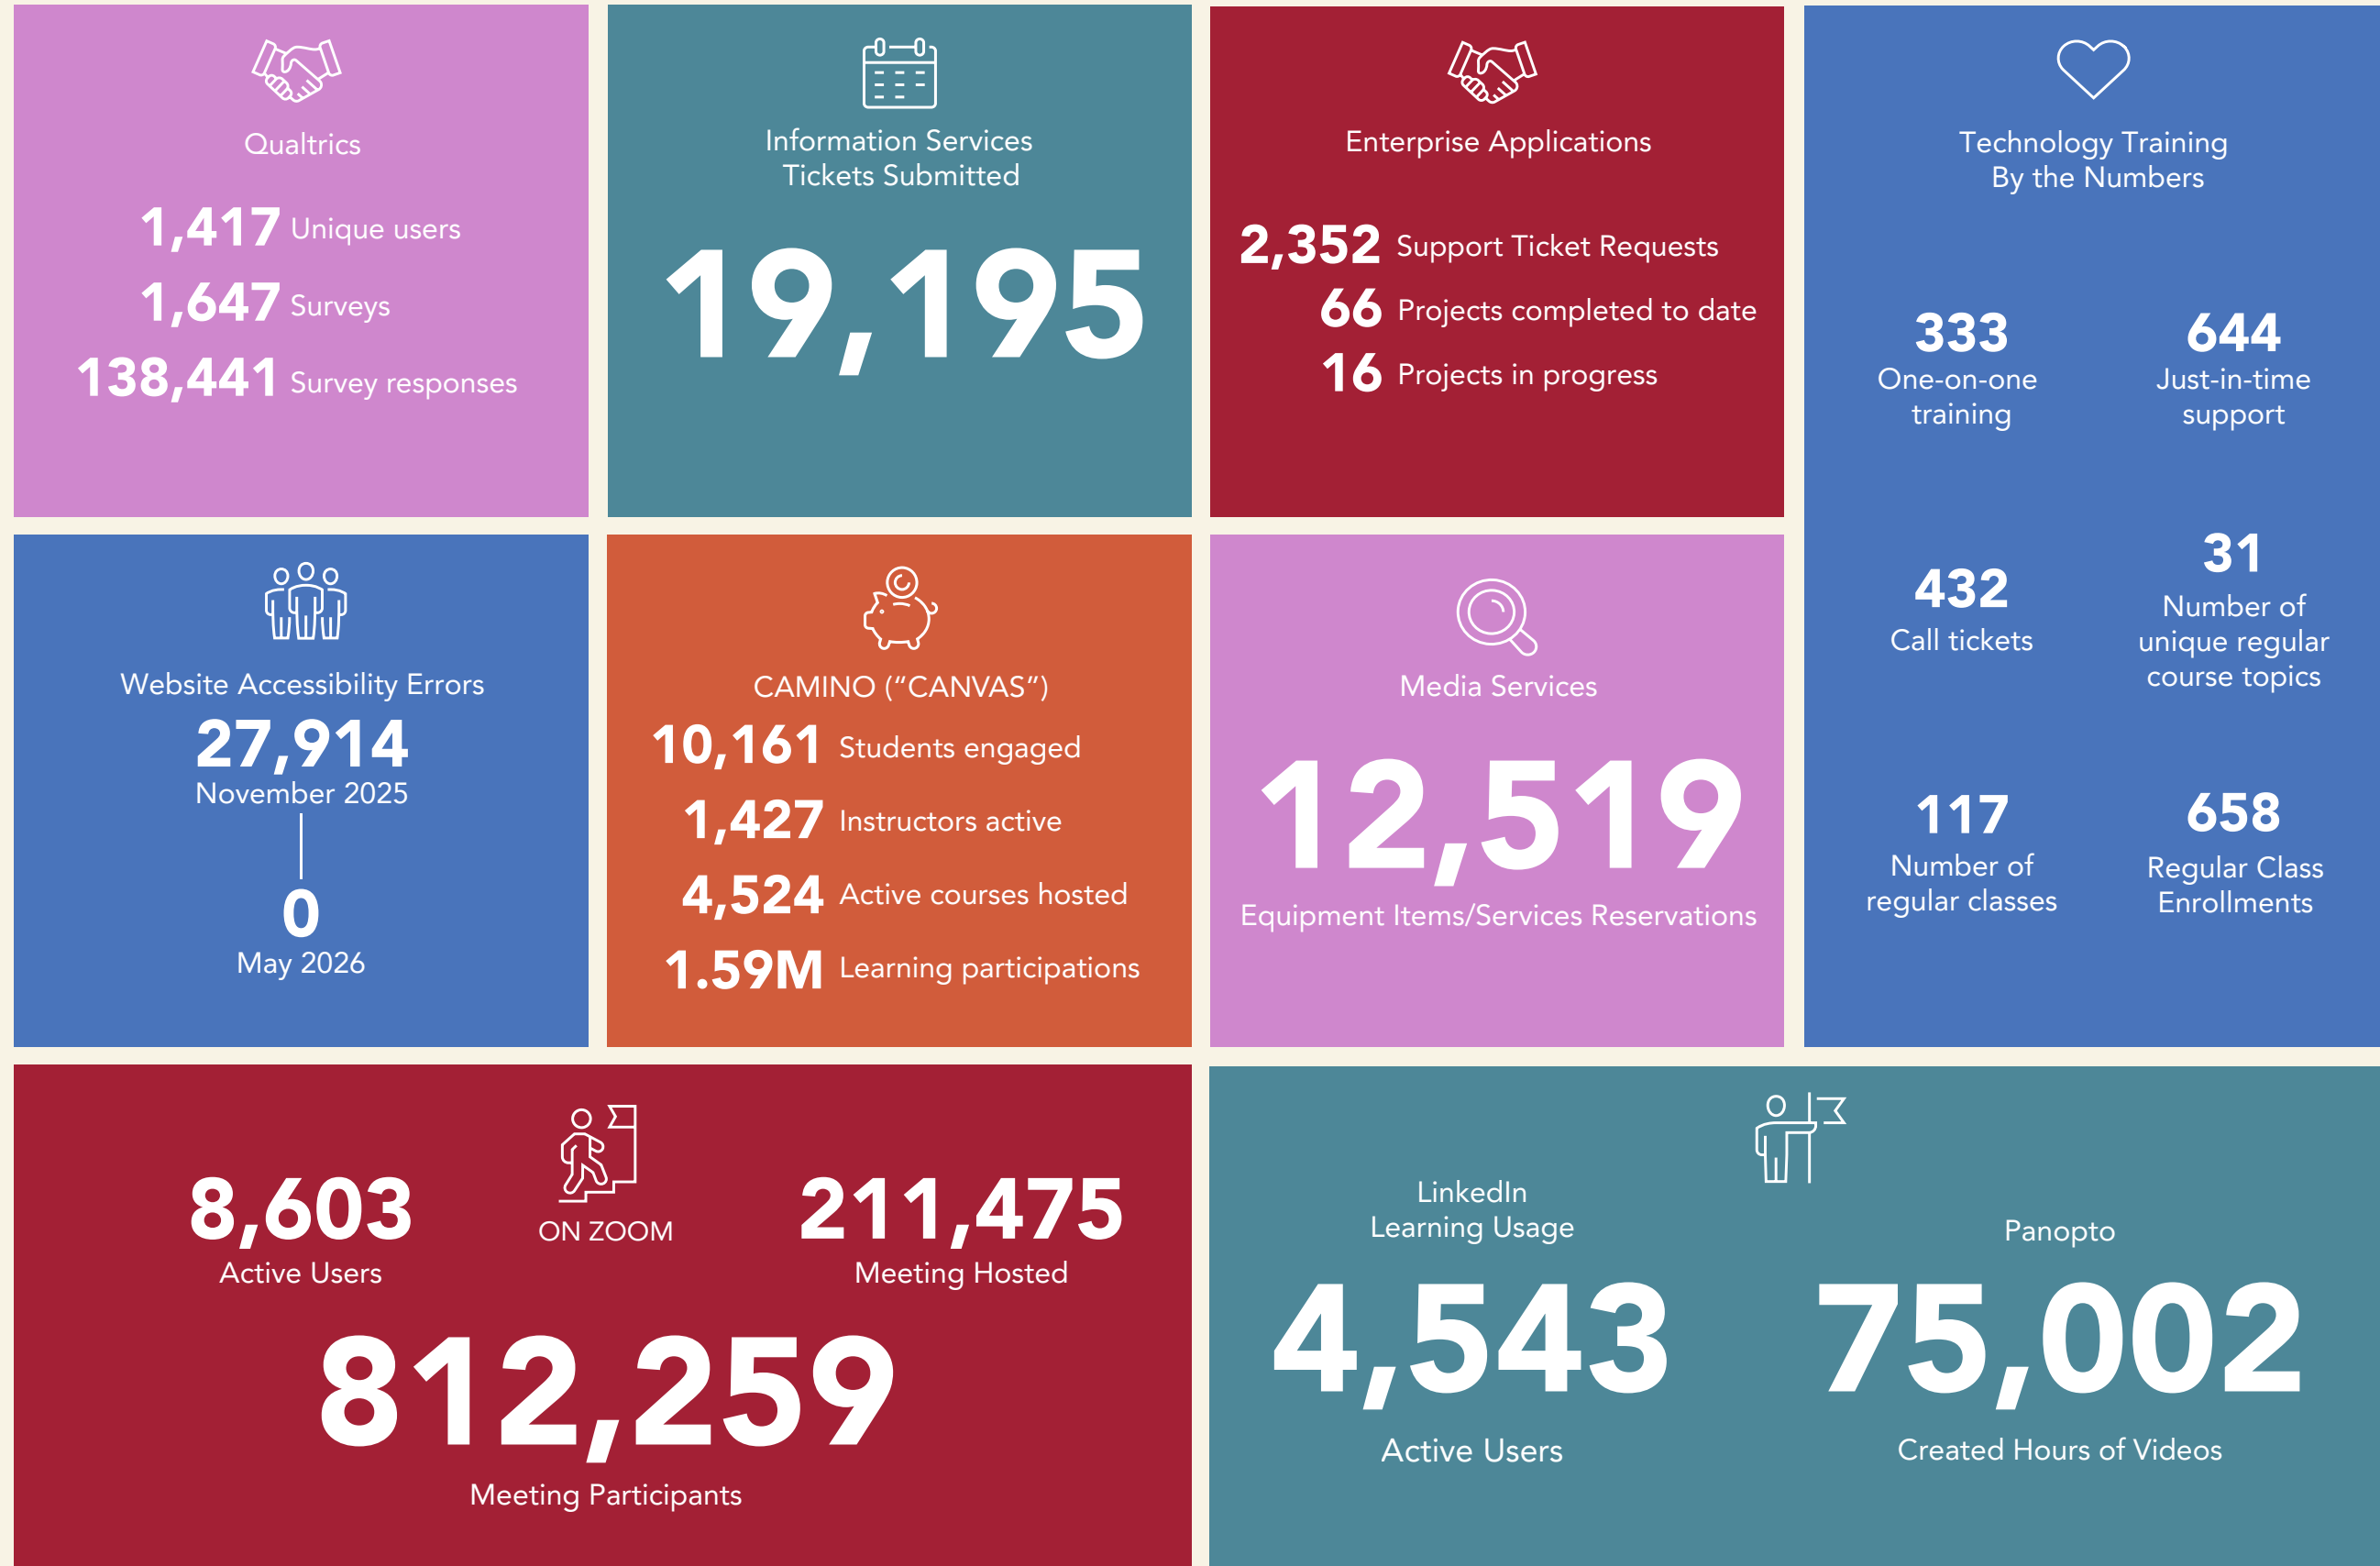 Qualtrics
1,417 Unique users
1,647 Surveys
138,441 Survey responses
Information Services
Tickets Submitted
19,195
Enterprise Applications
2,352 Support Ticket Requests
66 Projects completed to date
16 Projects in progress
Technology Training
By the Numbers
333
One-on-one
training
644
Just-in-time
support
432
Call tickets
31
Number of
unique regular
course topics
117
Number of
regular classes
658
Regular Class
Enrollments
Website Accessibility Errors
27,914
November 2025
0
May 2026
CAMINO (“CANVAS”)
10,161 Students engaged
1,427 Instructors active
4,524 Active courses hosted
1.59M Learning participations
Media Services
12,519
Equipment Items/Services Reservations
8,603
Active Users
ON ZOOM
211,475
Meeting Hosted
812,259
Meeting Participants
LinkedIn
Learning Usage
4,543
Active Users
Panopto
75,002
Created Hours of Videos